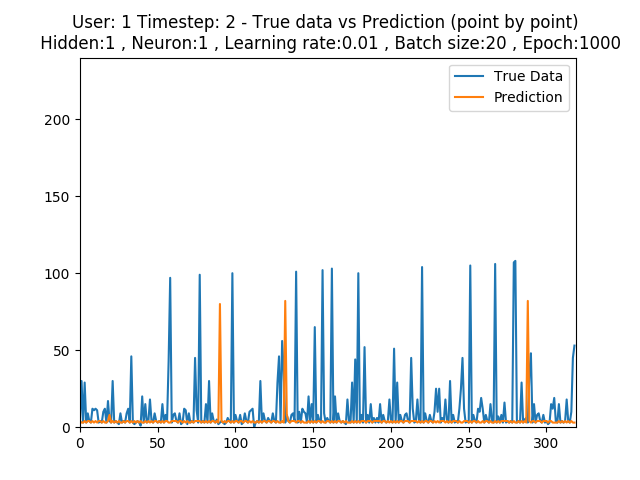 User: 1 Timestep: 2 - True data vs Prediction (point by point)
Hidden:1 , Neuron:1 , Learning rate:0.01 , Batch size:20 , Epoch:1000
True Data
Prediction
200
150
100
50
0
0 50 100 150 200 250 300